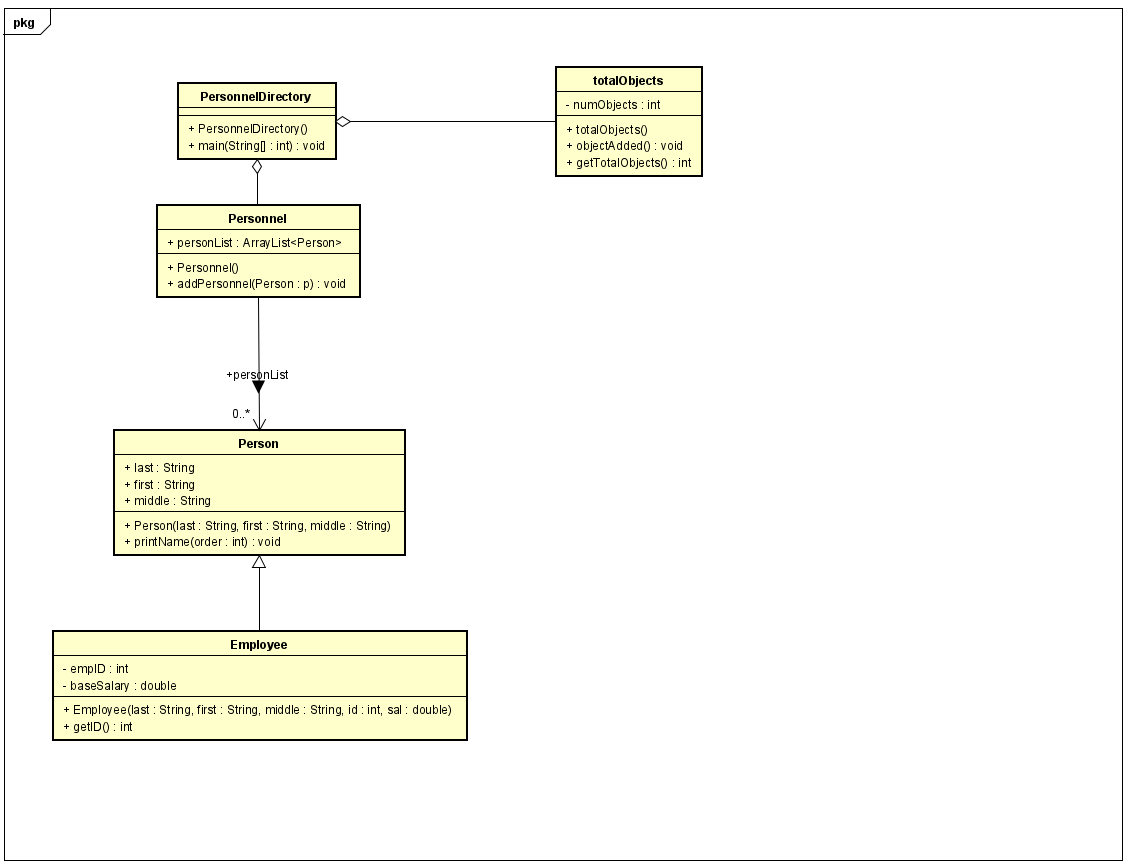 pkg
PersonnelDirectory
+ PersonnelDirectory()
+ main(String[] : int) : void
totalObjects
- numObjects : int
+ totalObjects()
+ objectAdded() : void
+ getTotalObjects() : int
Personnel
+ personList : ArrayList<Person>
+ Personnel()
+ addPersonnel(Person : p) : void
+personList
0..*
Person
+ last : String
+ first : String
+ middle : String
+ Person(last : String, first : String, middle : String)
+ printName(order : int) : void
Employee
- empID : int
- baseSalary : double
+ Employee(last : String, first : String, middle : String, id : int, sal : double)
+ getID() : int